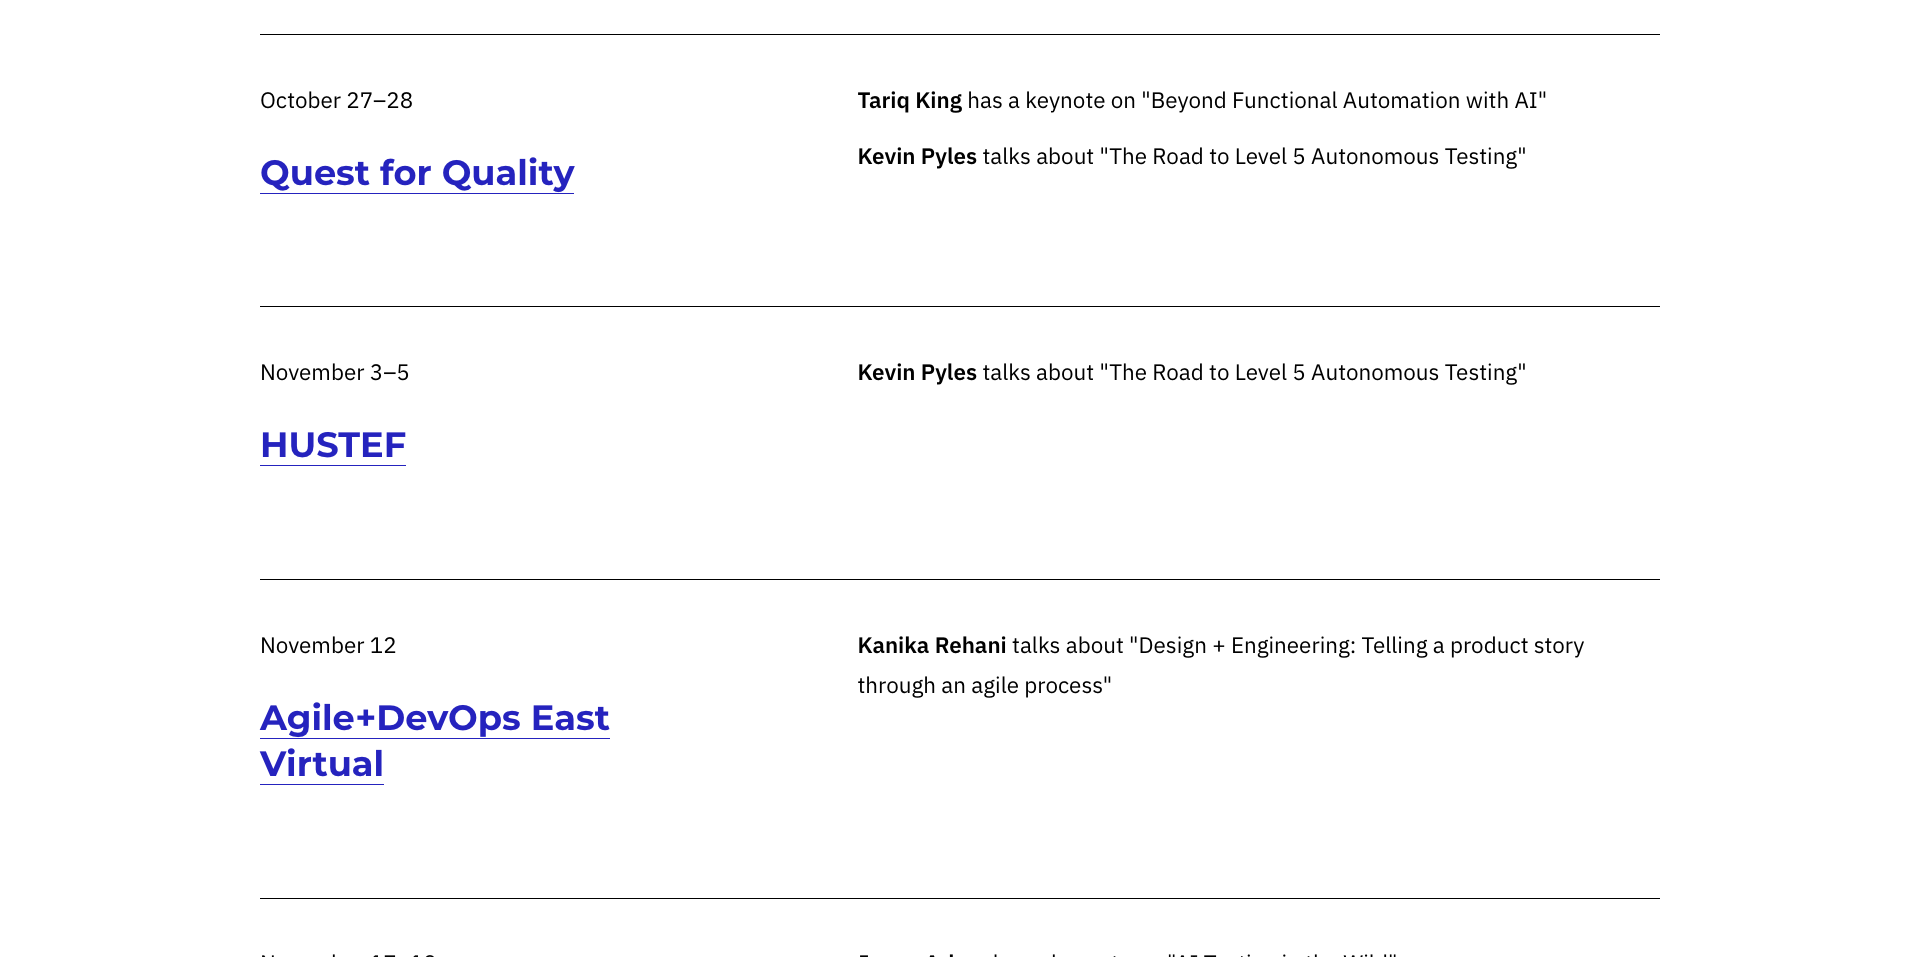 October 27–28
Quest for Quality
Tariq King has a keynote on "Beyond Functional Automation with AI"
Kevin Pyles talks about "The Road to Level 5 Autonomous Testing"
November 3–5
HUSTEF
Kevin Pyles talks about "The Road to Level 5 Autonomous Testing"
November 12
Agile+DevOps East
Virtual
Kanika Rehani talks about "Design + Engineering: Telling a product story
through an agile process"